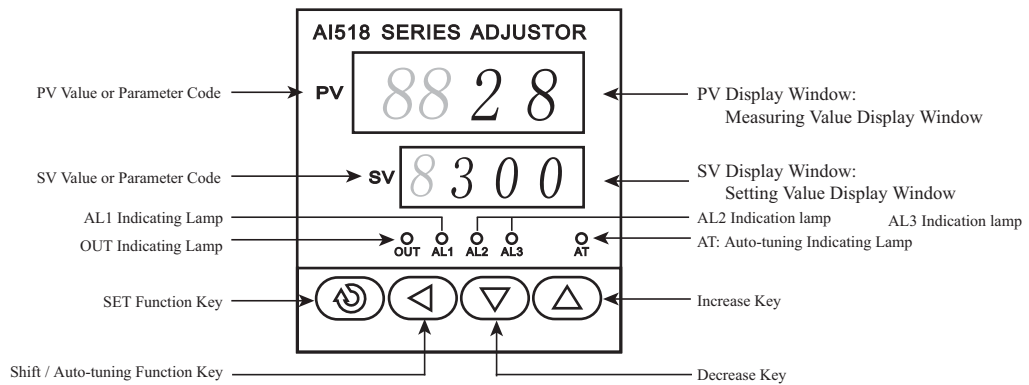 AI518 SERIES ADJUSTOR
PV Value or Parameter Code
PV
8828
PV Display Window:
Measuring Value Display Window
SV Value or Parameter Code
SV
8300
SV Display Window:
Setting Value Display Window
AL1 Indicating Lamp
AL2 Indication lamp
AL3 Indication lamp
OUT Indicating Lamp
OUT AL1 AL2 AL3 AT
AT: Auto-tuning Indicating Lamp
SET Function Key
Increase Key
Shift / Auto-tuning Function Key
Decrease Key